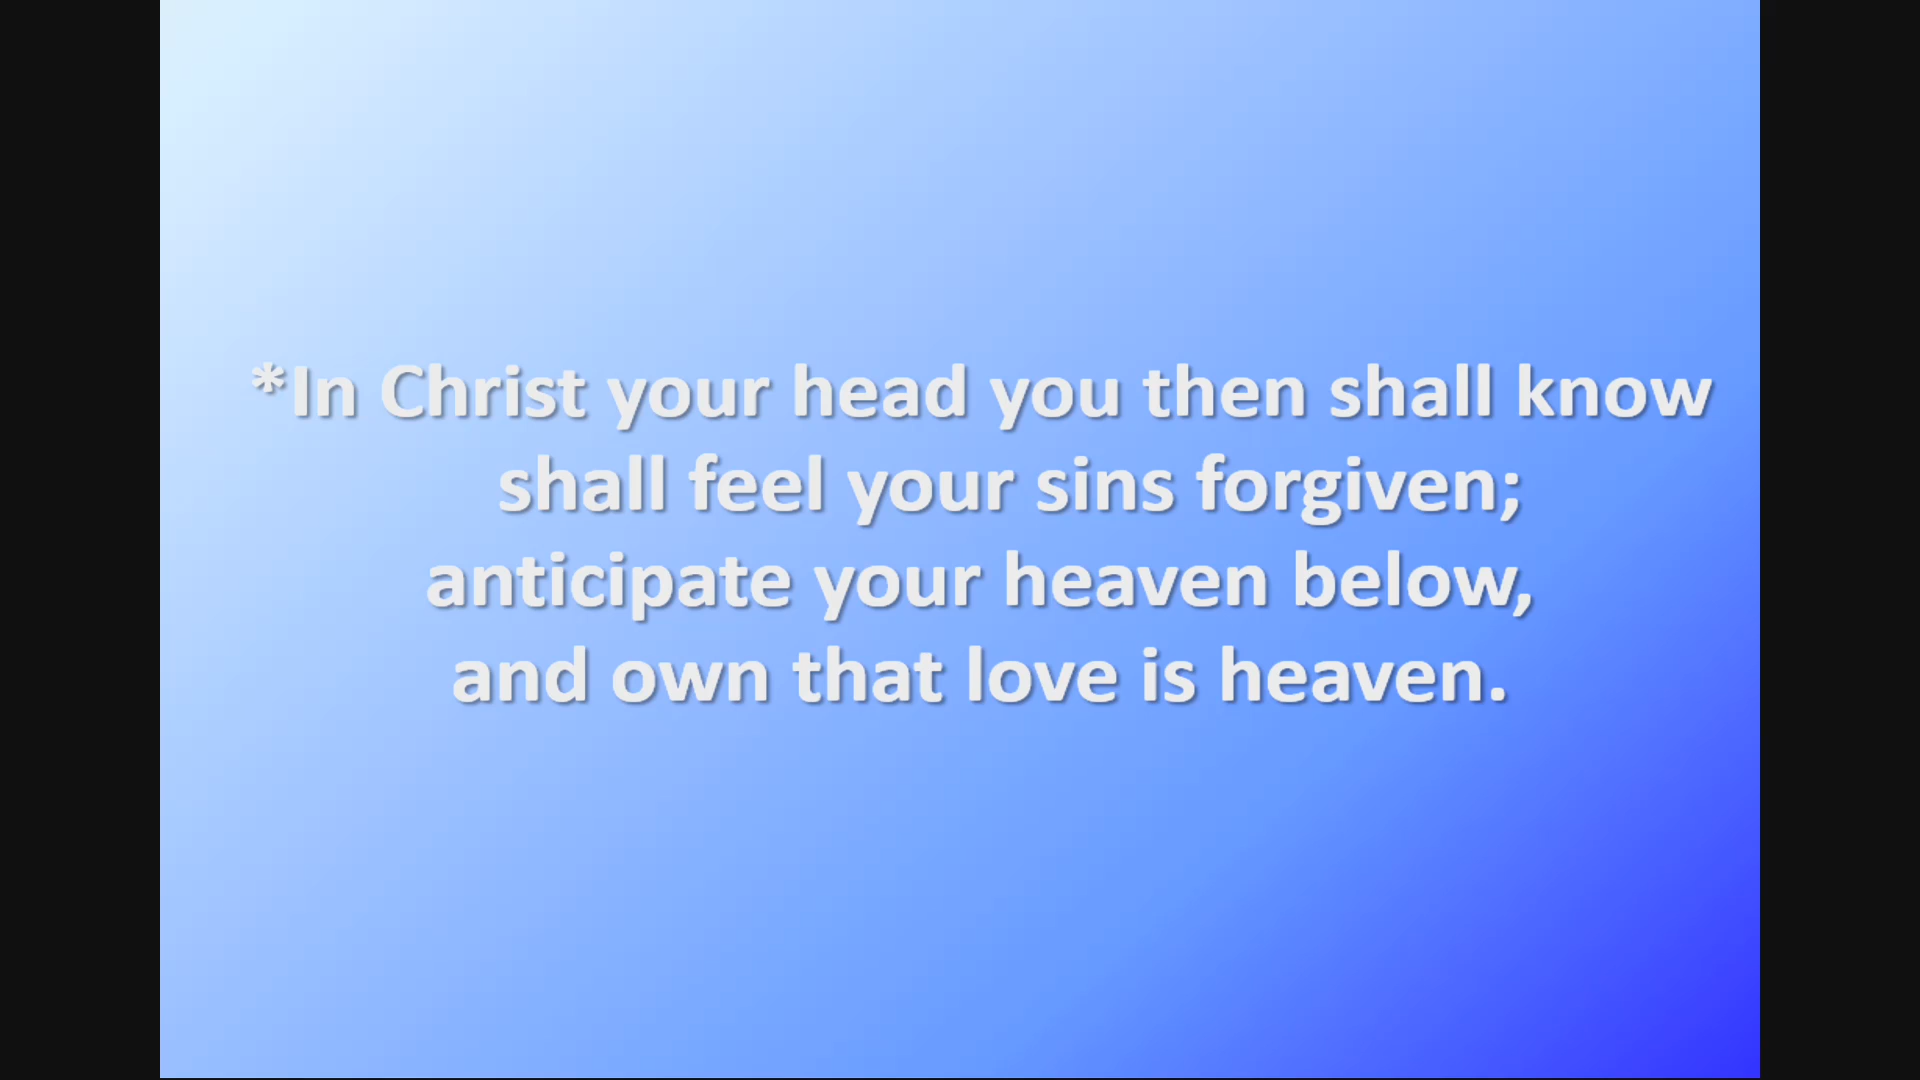 *In Christ your head you then shall know
shall feel your sins forgiven;
anticipate your heaven below,
and own that love is heaven.